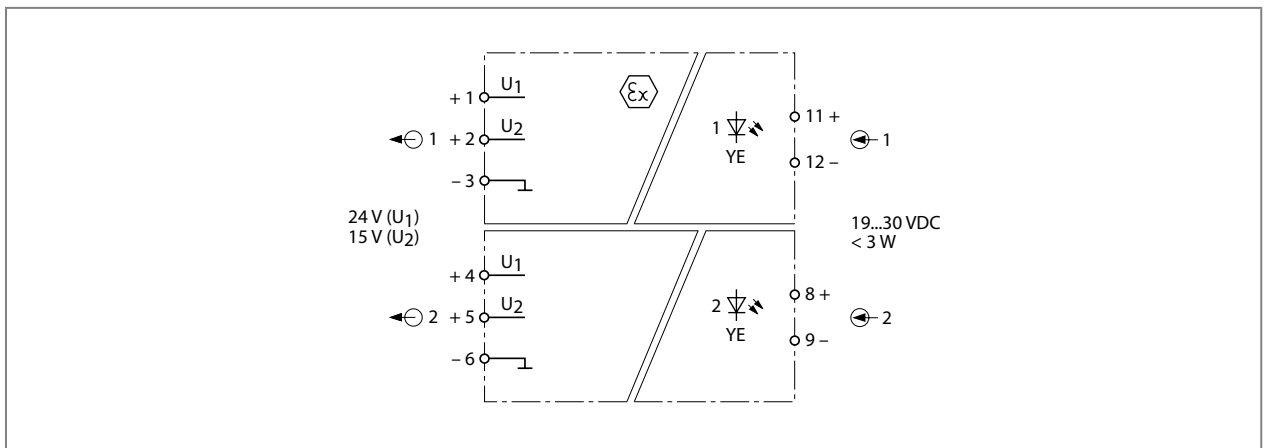 U1
+ 1
Ex
U2
1 + 2
1
YE
11 +
12 –
1
– 3
24 V (U1)
15 V (U2)
19...30 VDC
< 3 W
U1
+ 4
U2
2 + 5
2
YE
8 +
9 –
2
– 6